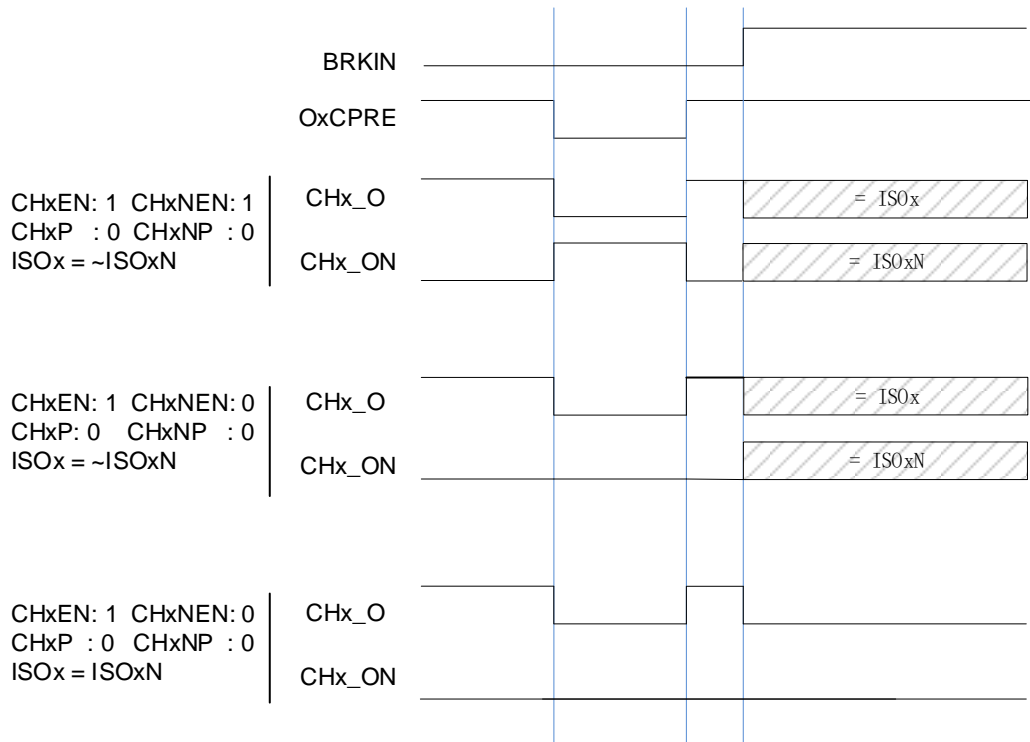 BRKIN
OxCPRE
CHxEN: 1 CHxNEN: 1
CHxP : 0 CHxNP : 0
ISOx = ~ISOxN
CHx_O
= ISOx
CHx_ON
= ISOxN
CHxEN: 1 CHxNEN: 0
CHxP: 0 CHxNP : 0
ISOx = ~ISOxN
CHx_O
= ISOx
CHx_ON
= ISOxN
CHxEN: 1 CHxNEN: 0
CHxP : 0 CHxNP : 0
ISOx = ISOxN
CHx_O
CHx_ON